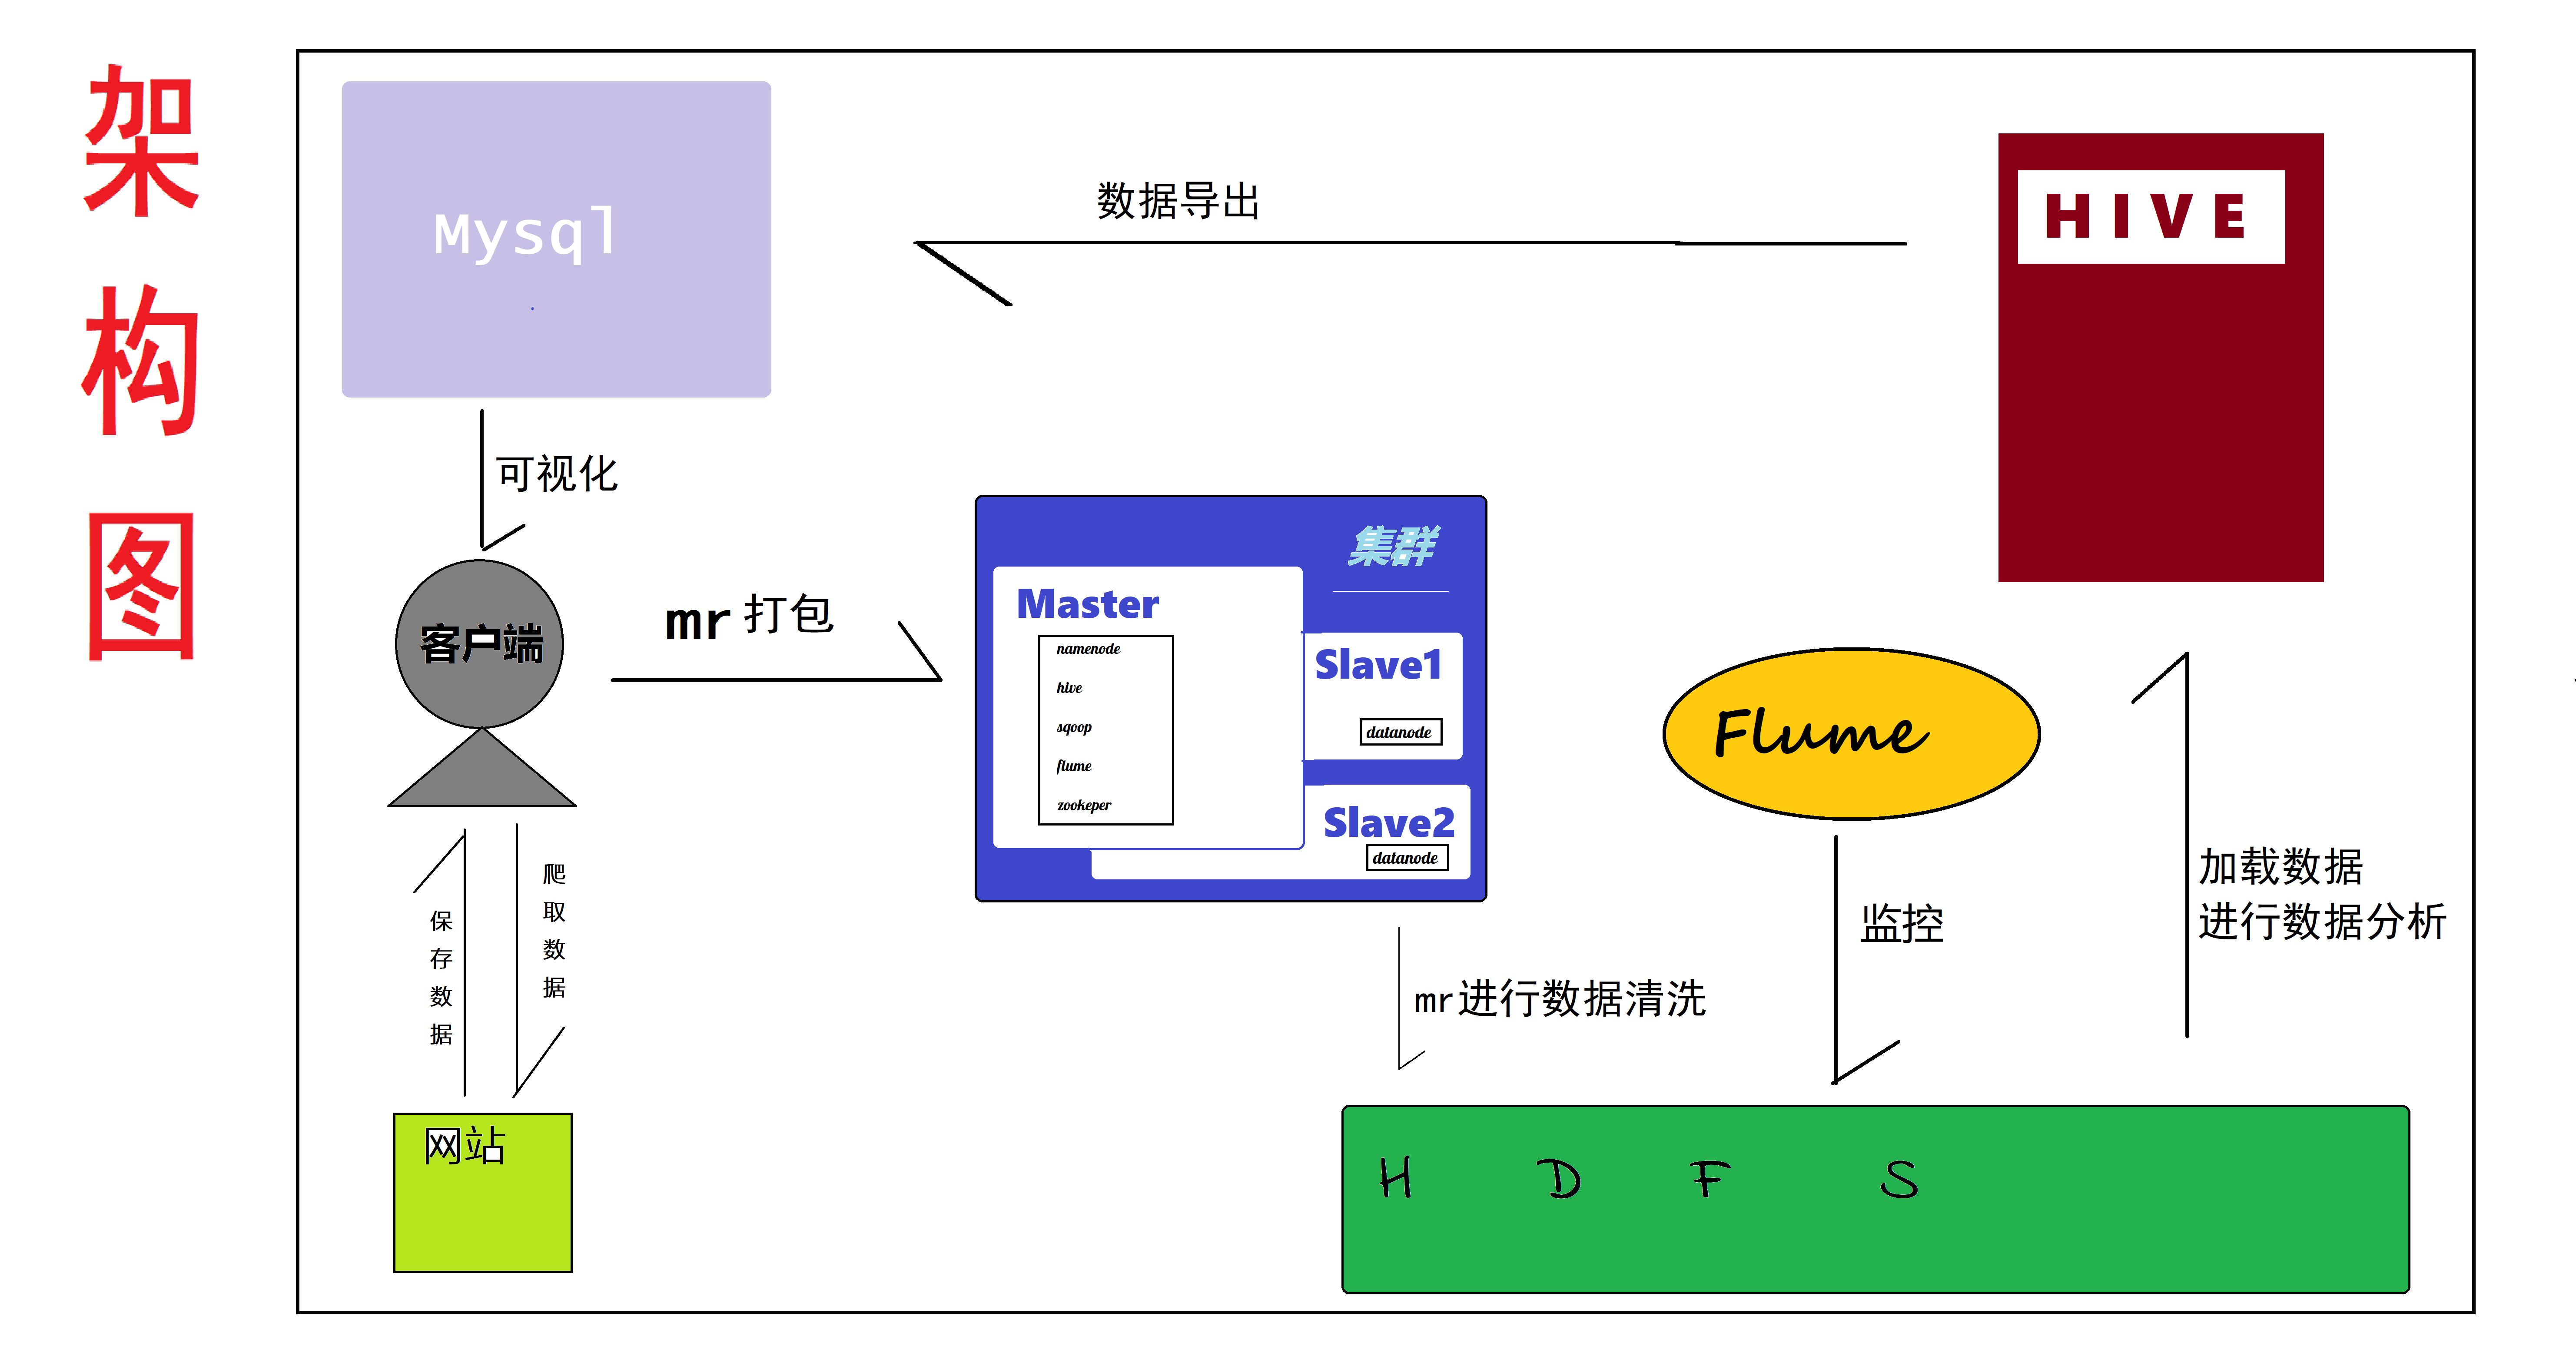 架构图
Mysql
数据导出
HIVE
可视化
客户端
mr 打包
集群
Master
namenode
hive
sqoop
flume
zookeper
Slave1
datanode
Slave2
datanode
Flume
监控
加载数据
进行数据分析
保存数据
爬取数据
mr进行数据清洗
网站
H D F S